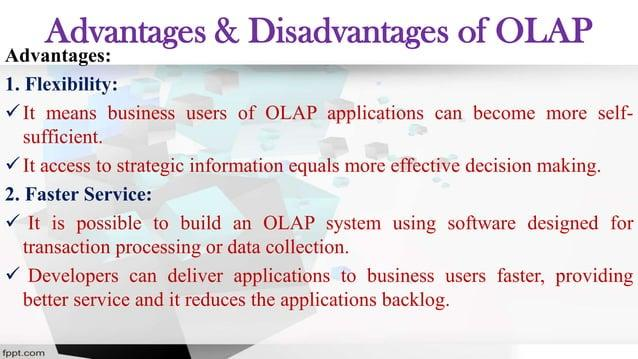 Advantages & Disadvantages of OLAP
Advantages:
1. Flexibility:
✓ It means business users of OLAP applications can become more self-
sufficient.
✓ It access to strategic information equals more effective decision making.
2. Faster Service:
✓ It is possible to build an OLAP system using software designed for
transaction processing or data collection.
✓ Developers can deliver applications to business users faster, providing
better service and it reduces the applications backlog.
fppt.com